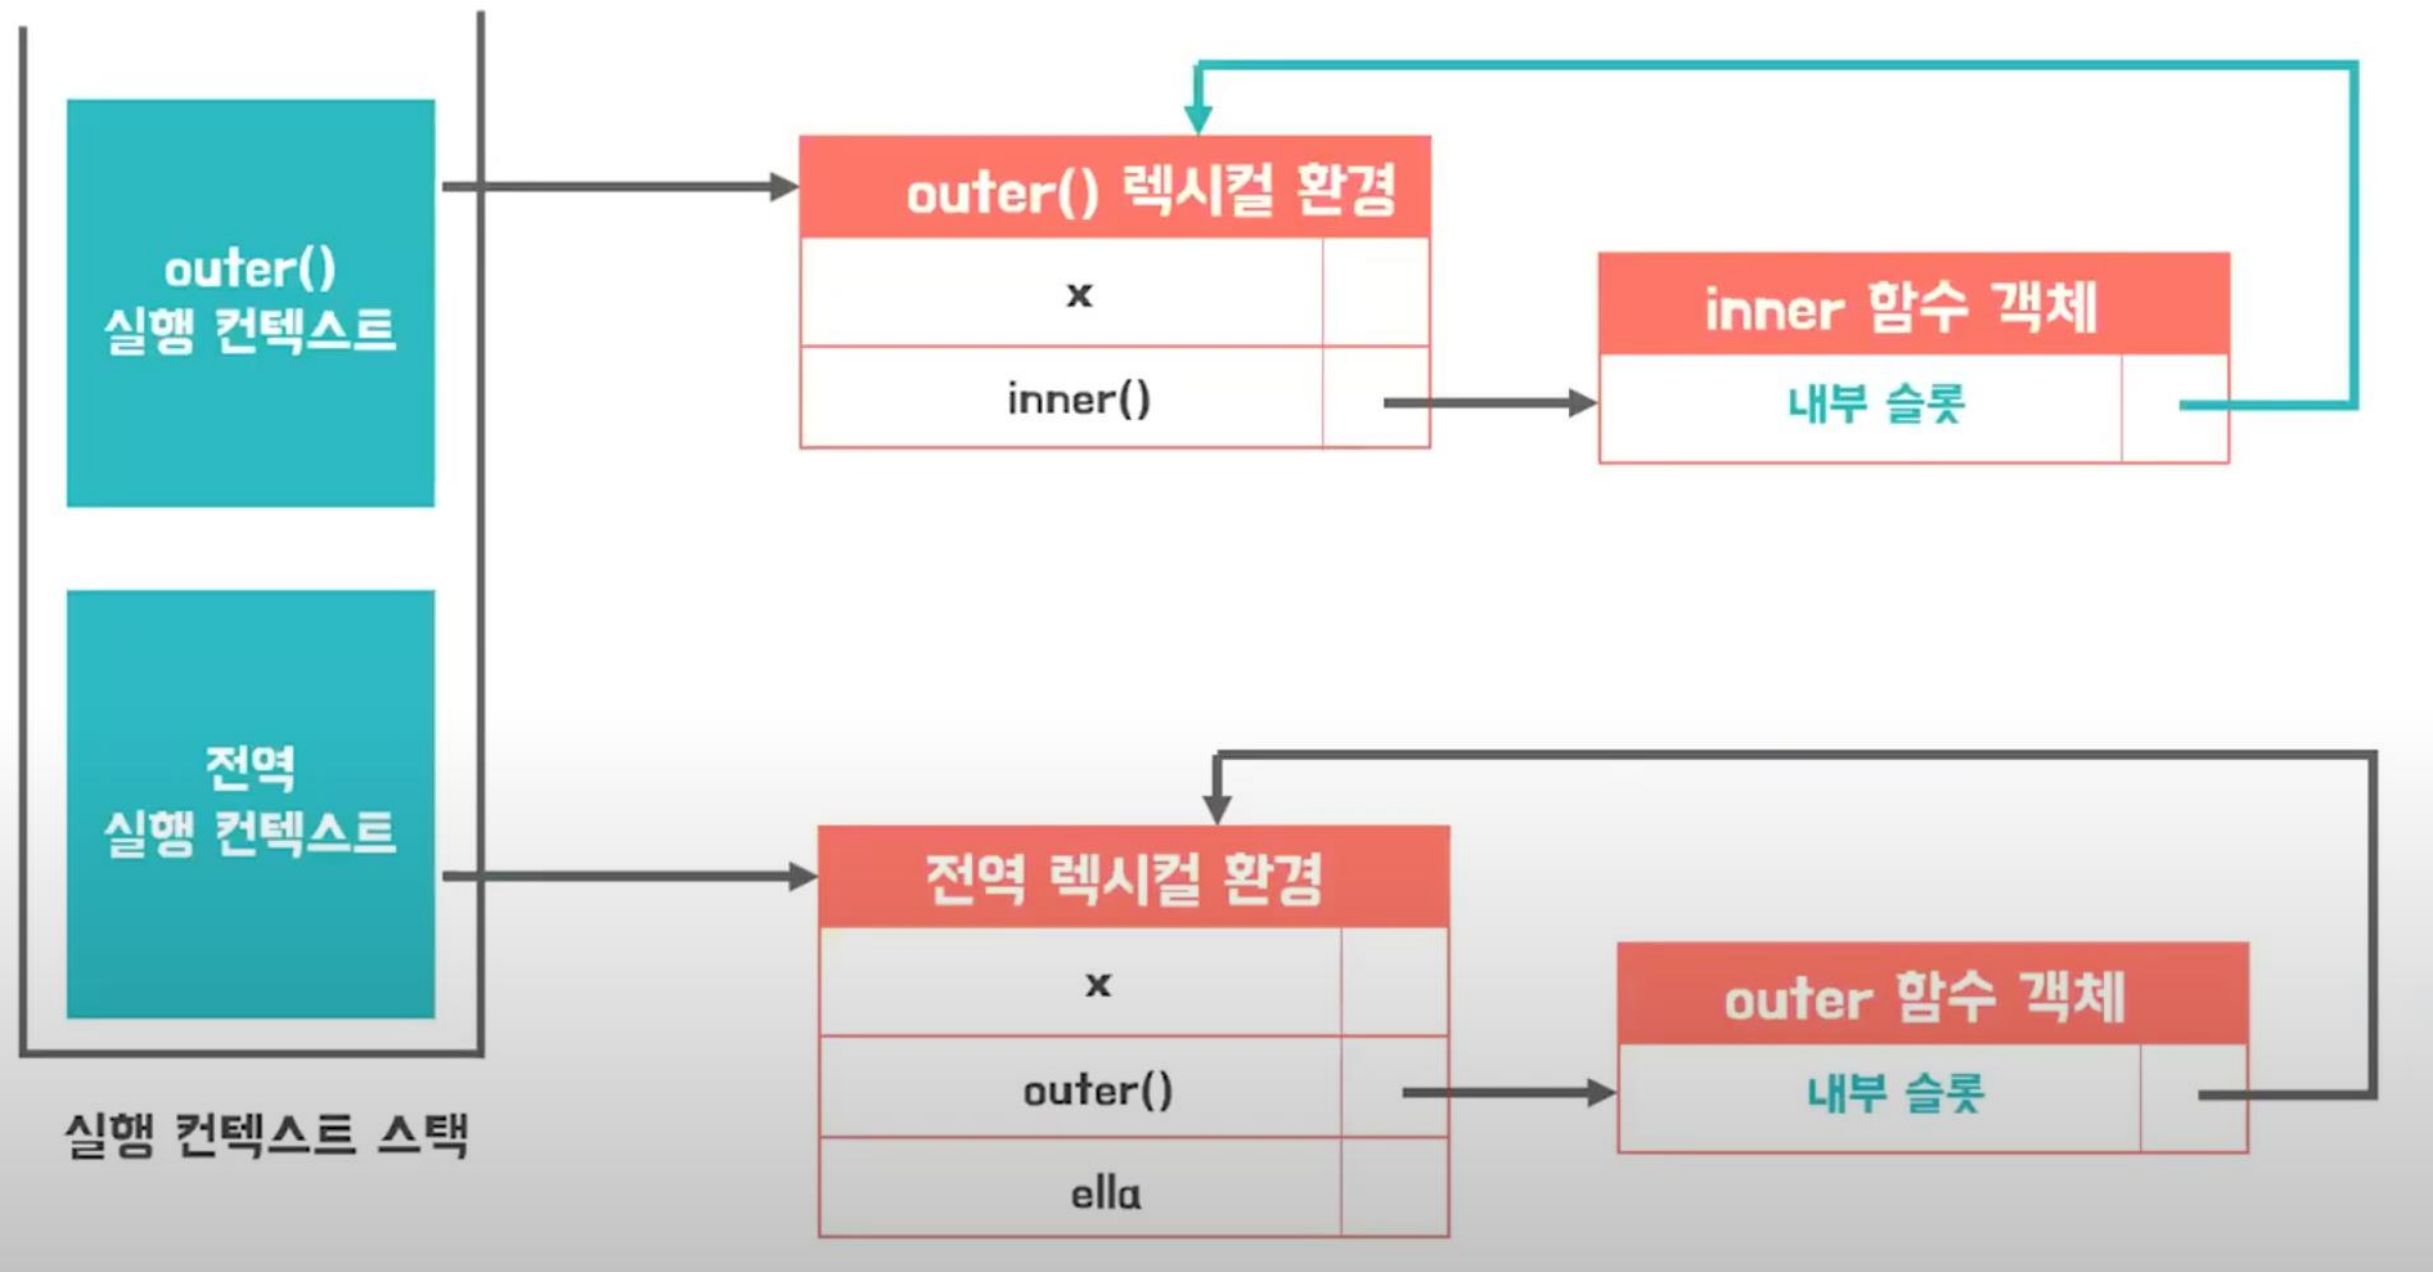 outer()
실행 컨텍스트
outer() 렉시컬 환경
x
inner()
inner 함수 객체
내부 슬롯
전역
실행 컨텍스트
전역 렉시컬 환경
x
outer()
ella
outer 함수 객체
내부 슬롯
실행 컨텍스트 스택